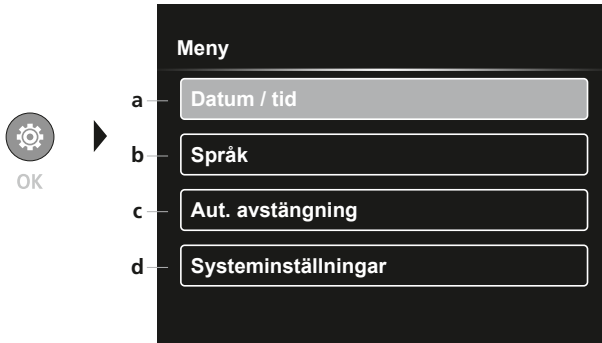 Meny
a Datum / tid
b Språk
c Aut. avstängning
d Systeminställningar
OK